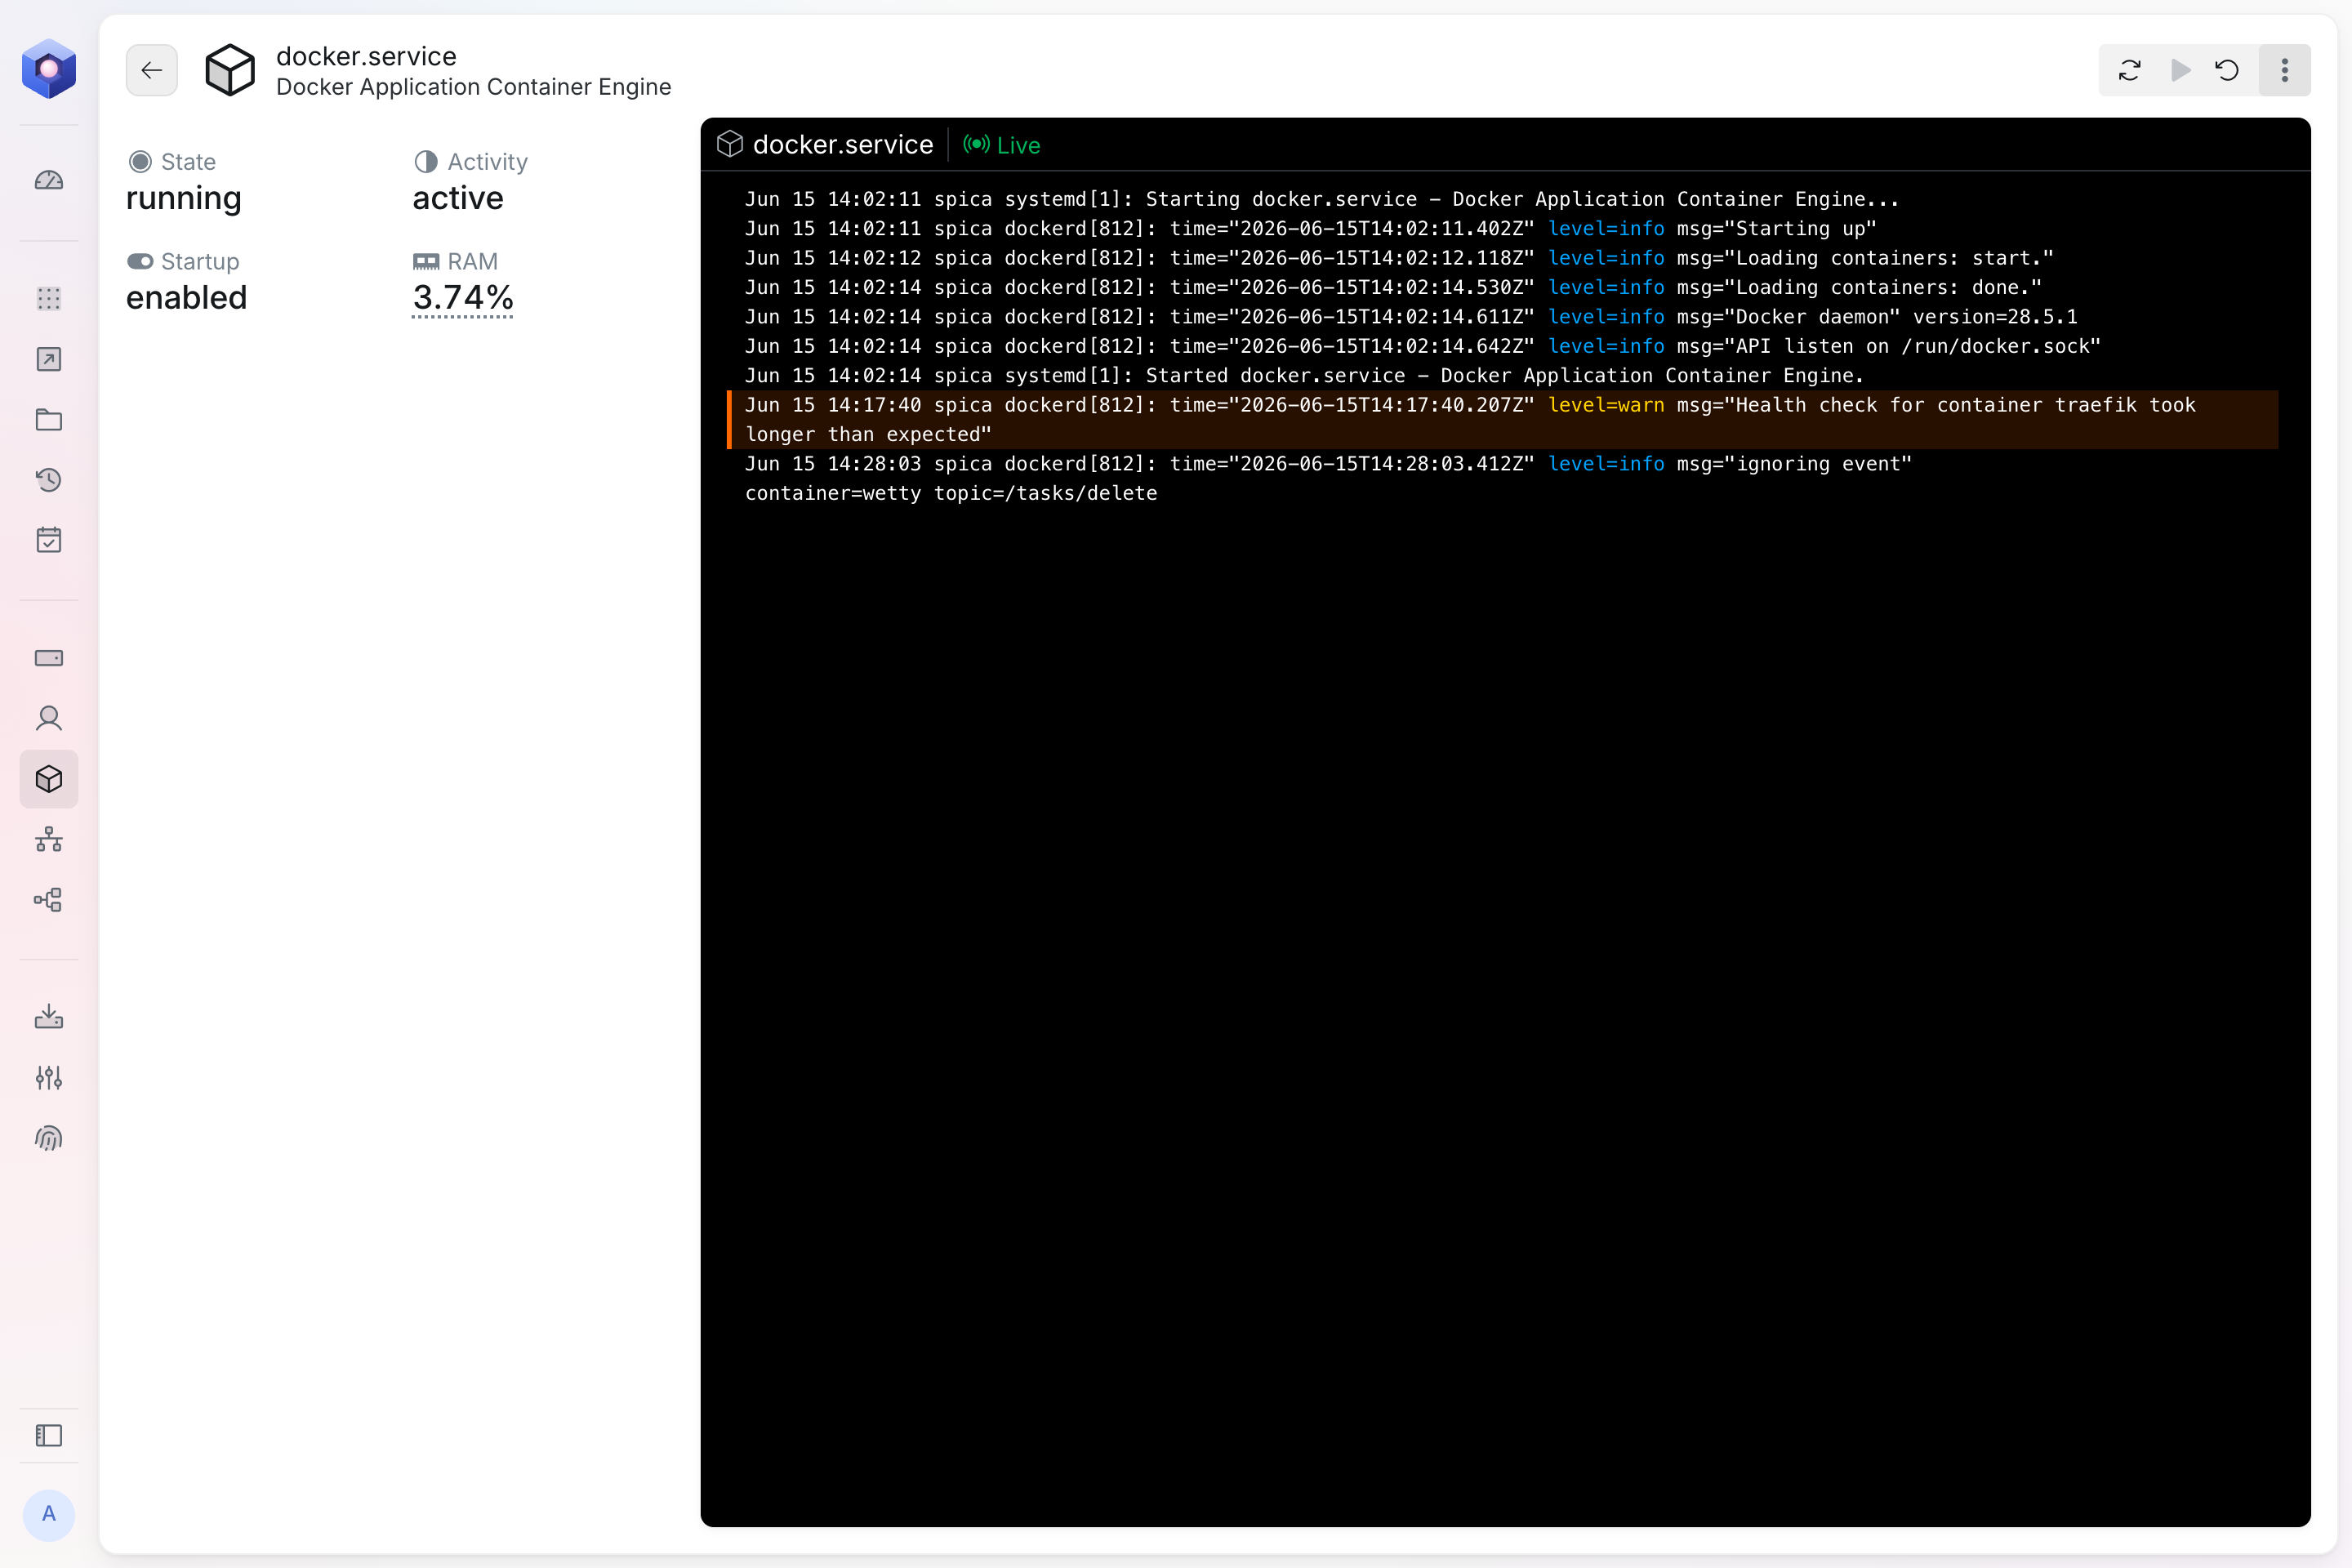 docker.service
Docker Application Container Engine
State
running
Activity
active
Startup
enabled
RAM
3.74%
docker.service
Live
Jun 15 14:02:11 spica systemd[1]: Starting docker.service – Docker Application Container Engine...
Jun 15 14:02:11 spica dockerd[812]: time="2026-06-15T14:02:11.402Z" level=info msg="Starting up"
Jun 15 14:02:12 spica dockerd[812]: time="2026-06-15T14:02:12.118Z" level=info msg="Loading containers: start."
Jun 15 14:02:14 spica dockerd[812]: time="2026-06-15T14:02:14.530Z" level=info msg="Loading containers: done."
Jun 15 14:02:14 spica dockerd[812]: time="2026-06-15T14:02:14.611Z" level=info msg="Docker daemon" version=28.5.1
Jun 15 14:02:14 spica dockerd[812]: time="2026-06-15T14:02:14.642Z" level=info msg="API listen on /run/docker.sock"
Jun 15 14:02:14 spica systemd[1]: Started docker.service – Docker Application Container Engine.
Jun 15 14:17:40 spica dockerd[812]: time="2026-06-15T14:17:40.207Z" level=warn msg="Health check for container traefik took
longer than expected"
Jun 15 14:28:03 spica dockerd[812]: time="2026-06-15T14:28:03.412Z" level=info msg="ignoring event"
container=wetty topic=/tasks/delete
A